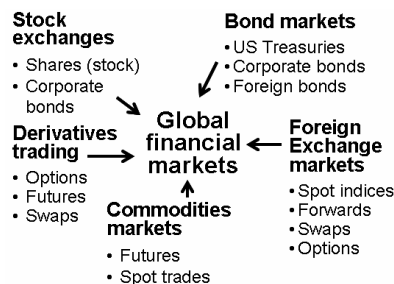 Stock
exchanges
• Shares (stock)
• Corporate
bonds
Bond markets
• US Treasuries
• Corporate bonds
• Foreign bonds
Global
financial
markets
Derivatives
trading
• Options
• Futures
• Swaps
Foreign
Exchange
markets
• Spot indices
• Forwards
• Swaps
• Options
Commodities
markets
• Futures
• Spot trades